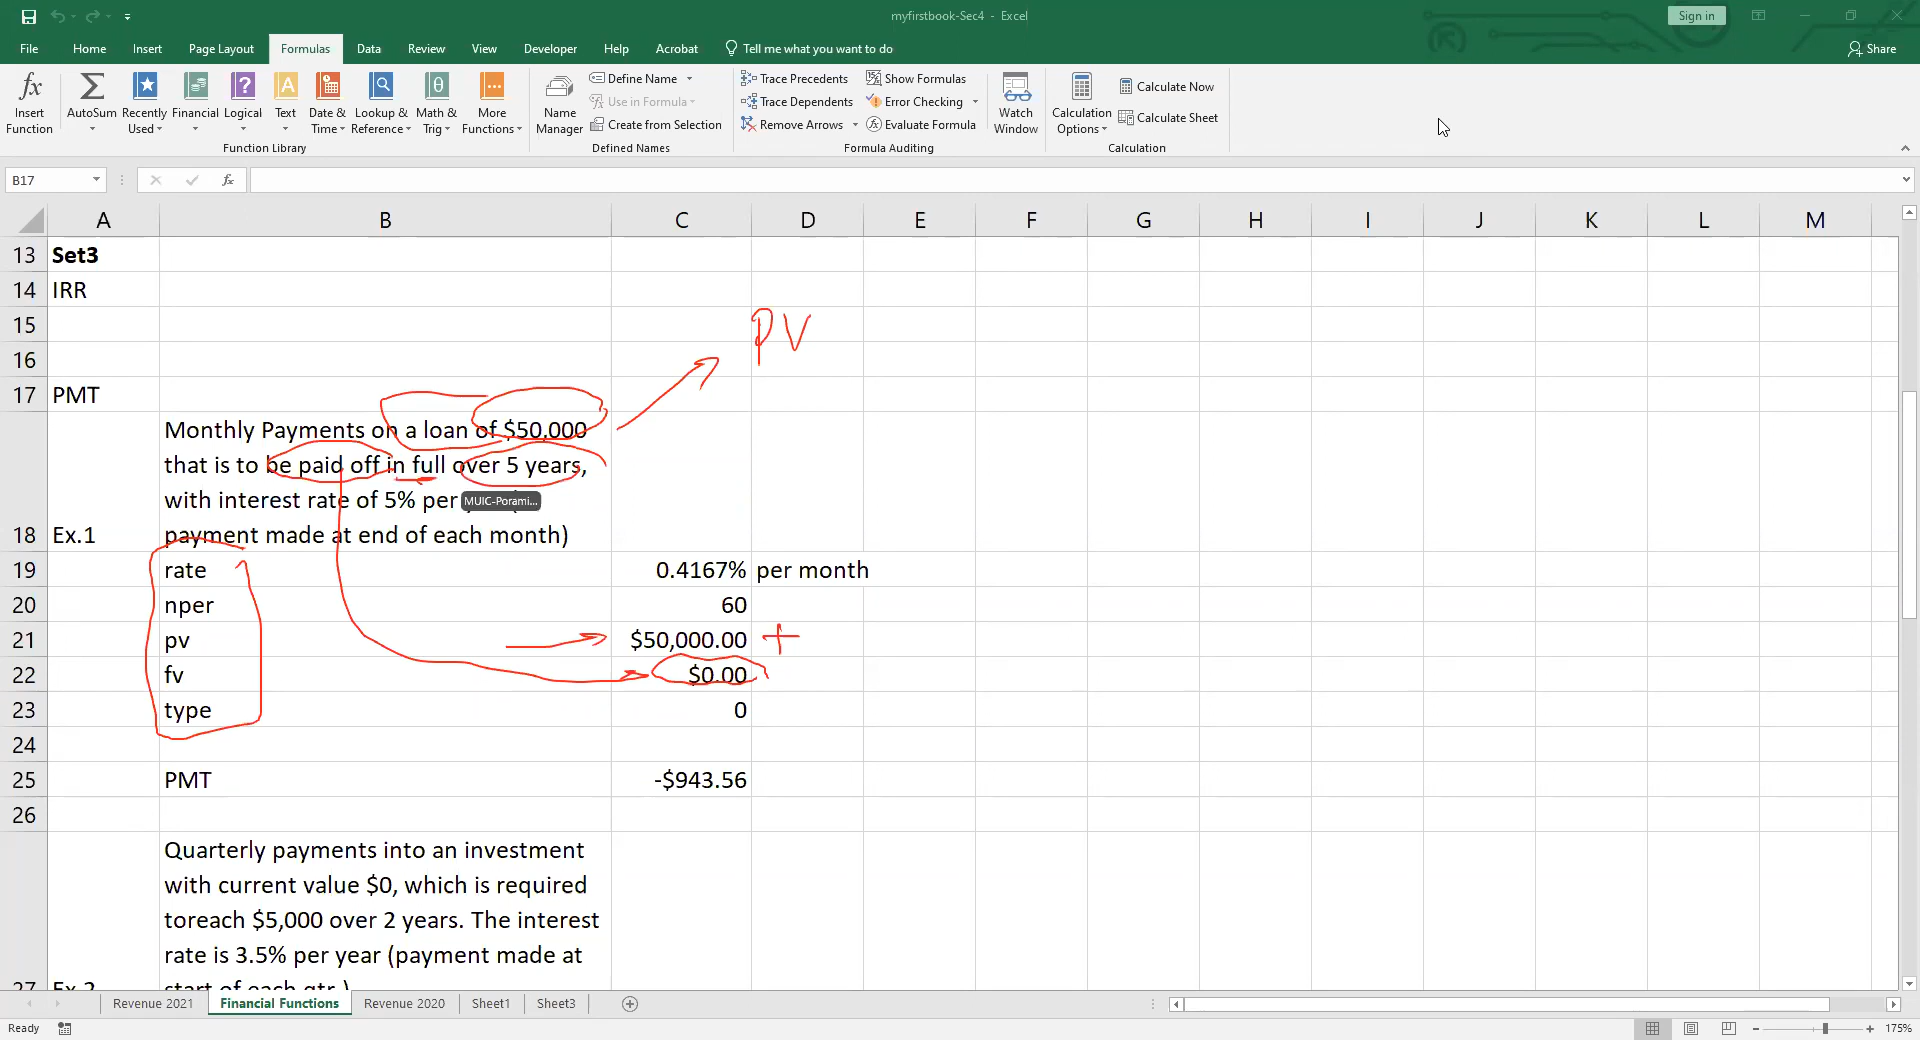 myfirstbook-Sec4 - Excel
Sign in
File Home Insert Page Layout Formulas Data Review View Developer Help Acrobat Tell me what you want to do
Share
fx Insert Function
Σ AutoSum
Recently Used
Financial
? Logical
A Text
Date & Time
Lookup & Reference
θ Math & Trig
More Functions
Function Library
Name Manager
Define Name
Use in Formula
Create from Selection
Defined Names
Trace Precedents
Trace Dependents
Remove Arrows
Show Formulas
Error Checking
Evaluate Formula
Formula Auditing
Watch Window
Calculation Options
Calculate Now
Calculate Sheet
Calculation
B17 fx
A B C D E F G H I J K L M
13 Set3
14 IRR
15 PV
16
17 PMT
Monthly Payments on a loan of $50,000
that is to be paid off in full over 5 years,
with interest rate of 5% per
MUIC-Porami...
18 Ex.1 payment made at end of each month)
19 rate 0.4167% per month
20 nper 60
21 pv $50,000.00 +
22 fv $0.00
23 type 0
24
25 PMT -$943.56
26
Quarterly payments into an investment
with current value $0, which is required
toreach $5,000 over 2 years. The interest
rate is 3.5% per year (payment made at
27 Ex.2 start of each qtr.)
Revenue 2021 Financial Functions Revenue 2020 Sheet1 Sheet3
Ready
175%